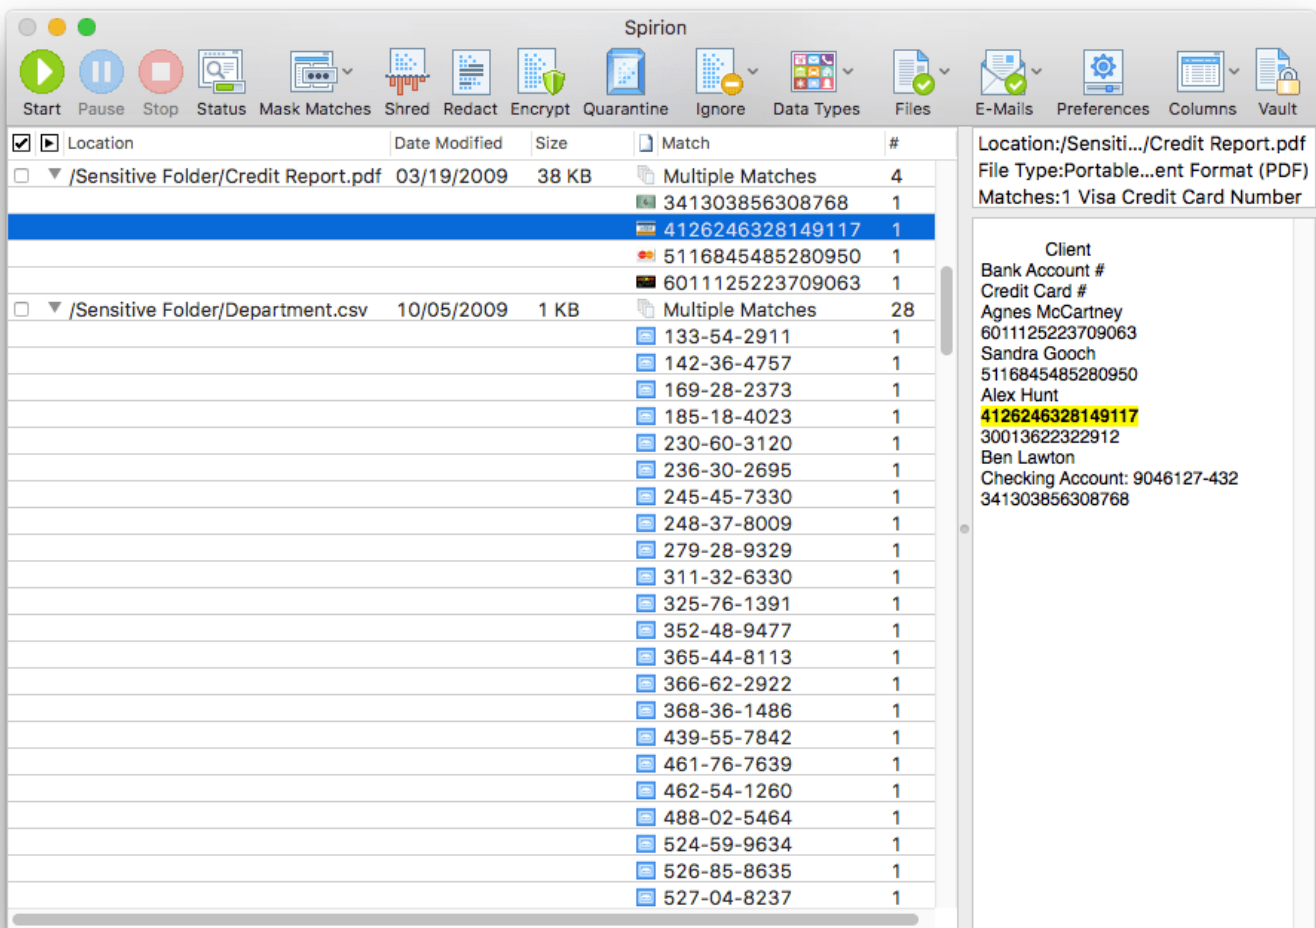 Spirion
Start Pause Stop Status Mask Matches Shred Redact Encrypt Quarantine Ignore Data Types Files E-Mails Preferences Columns Vault
Location Date Modified Size Match #
/Sensitive Folder/Credit Report.pdf 03/19/2009 38 KB Multiple Matches 4
341303856308768 1
4126246328149117 1
5116845485280950 1
6011125223709063 1
/Sensitive Folder/Department.csv 10/05/2009 1 KB Multiple Matches 28
133-54-2911 1
142-36-4757 1
169-28-2373 1
185-18-4023 1
230-60-3120 1
236-30-2695 1
245-45-7330 1
248-37-8009 1
279-28-9329 1
311-32-6330 1
325-76-1391 1
352-48-9477 1
365-44-8113 1
366-62-2922 1
368-36-1486 1
439-55-7842 1
461-76-7639 1
462-54-1260 1
488-02-5464 1
524-59-9634 1
526-85-8635 1
527-04-8237 1
Location:/Sensiti.../Credit Report.pdf
File Type:Portable...ent Format (PDF)
Matches:1 Visa Credit Card Number
Client
Bank Account #
Credit Card #
Agnes McCartney
6011125223709063
Sandra Gooch
5116845485280950
Alex Hunt
4126246328149117
30013622322912
Ben Lawton
Checking Account: 9046127-432
341303856308768